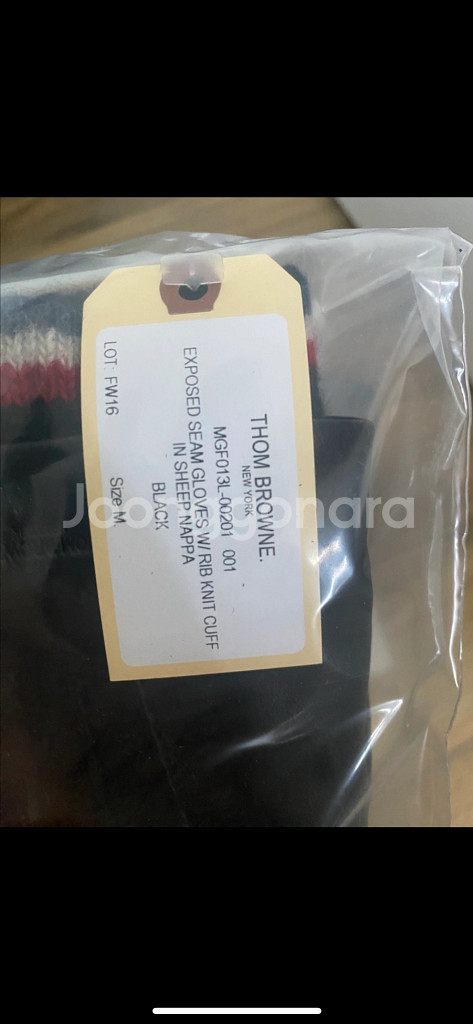 THOM BROWNE.
NEW YORK
MGF013L-00201 001
EXPOSED SEAM GLOVES W/ RIB KNIT CUFF
IN SHEEP NAPPA
BLACK
LOT: FW16 Size M.
Joonggonara